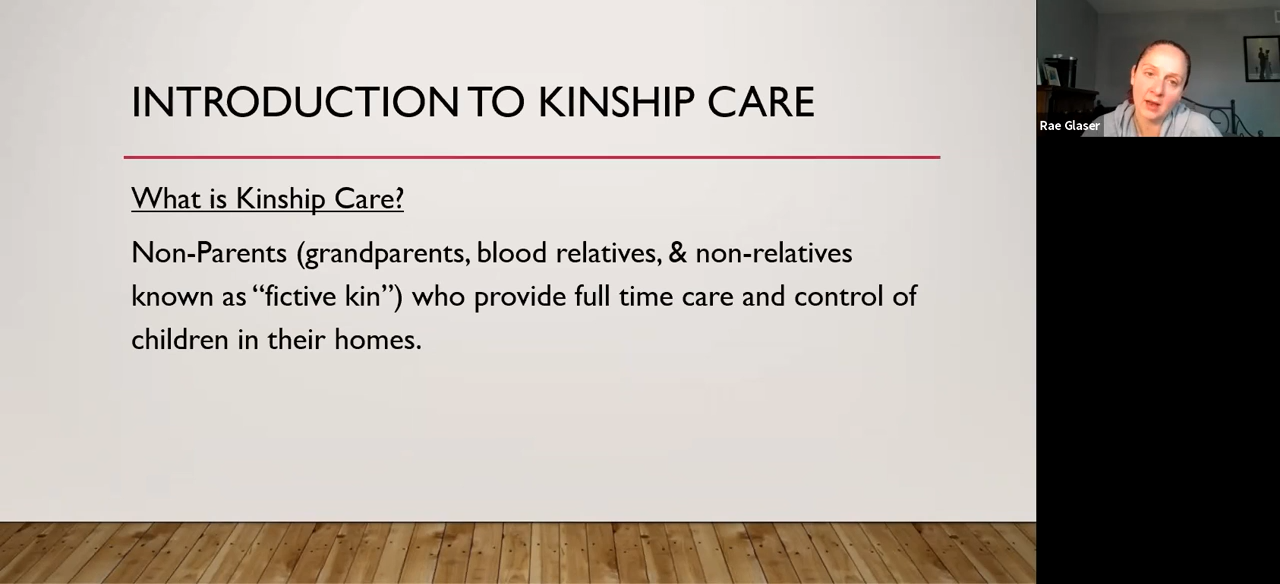 INTRODUCTION TO KINSHIP CARE
What is Kinship Care?
Non-Parents (grandparents, blood relatives, & non-relatives
known as “fictive kin”) who provide full time care and control of
children in their homes.
Rae Glaser